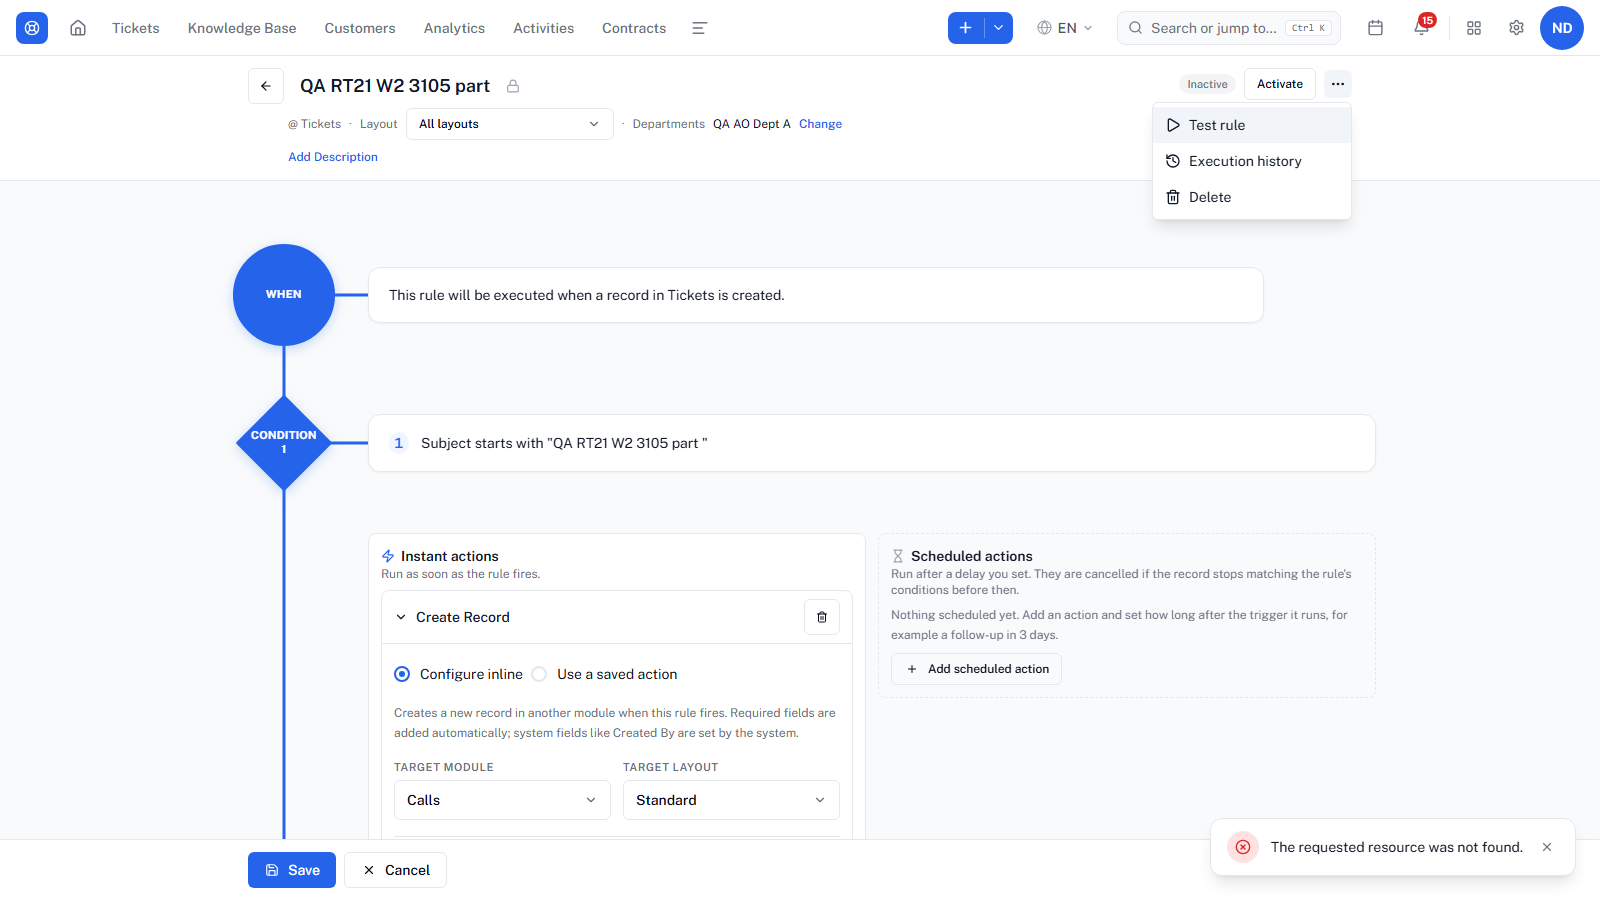 Tickets
Knowledge Base
Customers
Analytics
Activities
Contracts
EN
Search or jump to...
Ctrl K
15
ND
QA RT21 W2 3105 part
Inactive
Activate
@ Tickets · Layout
All layouts
· Departments QA AO Dept A Change
Add Description
Test rule
Execution history
Delete
WHEN
This rule will be executed when a record in Tickets is created.
CONDITION
1
1 Subject starts with "QA RT21 W2 3105 part "
Instant actions
Run as soon as the rule fires.
Create Record
Configure inline
Use a saved action
Creates a new record in another module when this rule fires. Required fields are
added automatically; system fields like Created By are set by the system.
TARGET MODULE
Calls
TARGET LAYOUT
Standard
Scheduled actions
Run after a delay you set. They are cancelled if the record stops matching the rule's
conditions before then.
Nothing scheduled yet. Add an action and set how long after the trigger it runs, for
example a follow-up in 3 days.
Add scheduled action
Save
Cancel
The requested resource was not found.